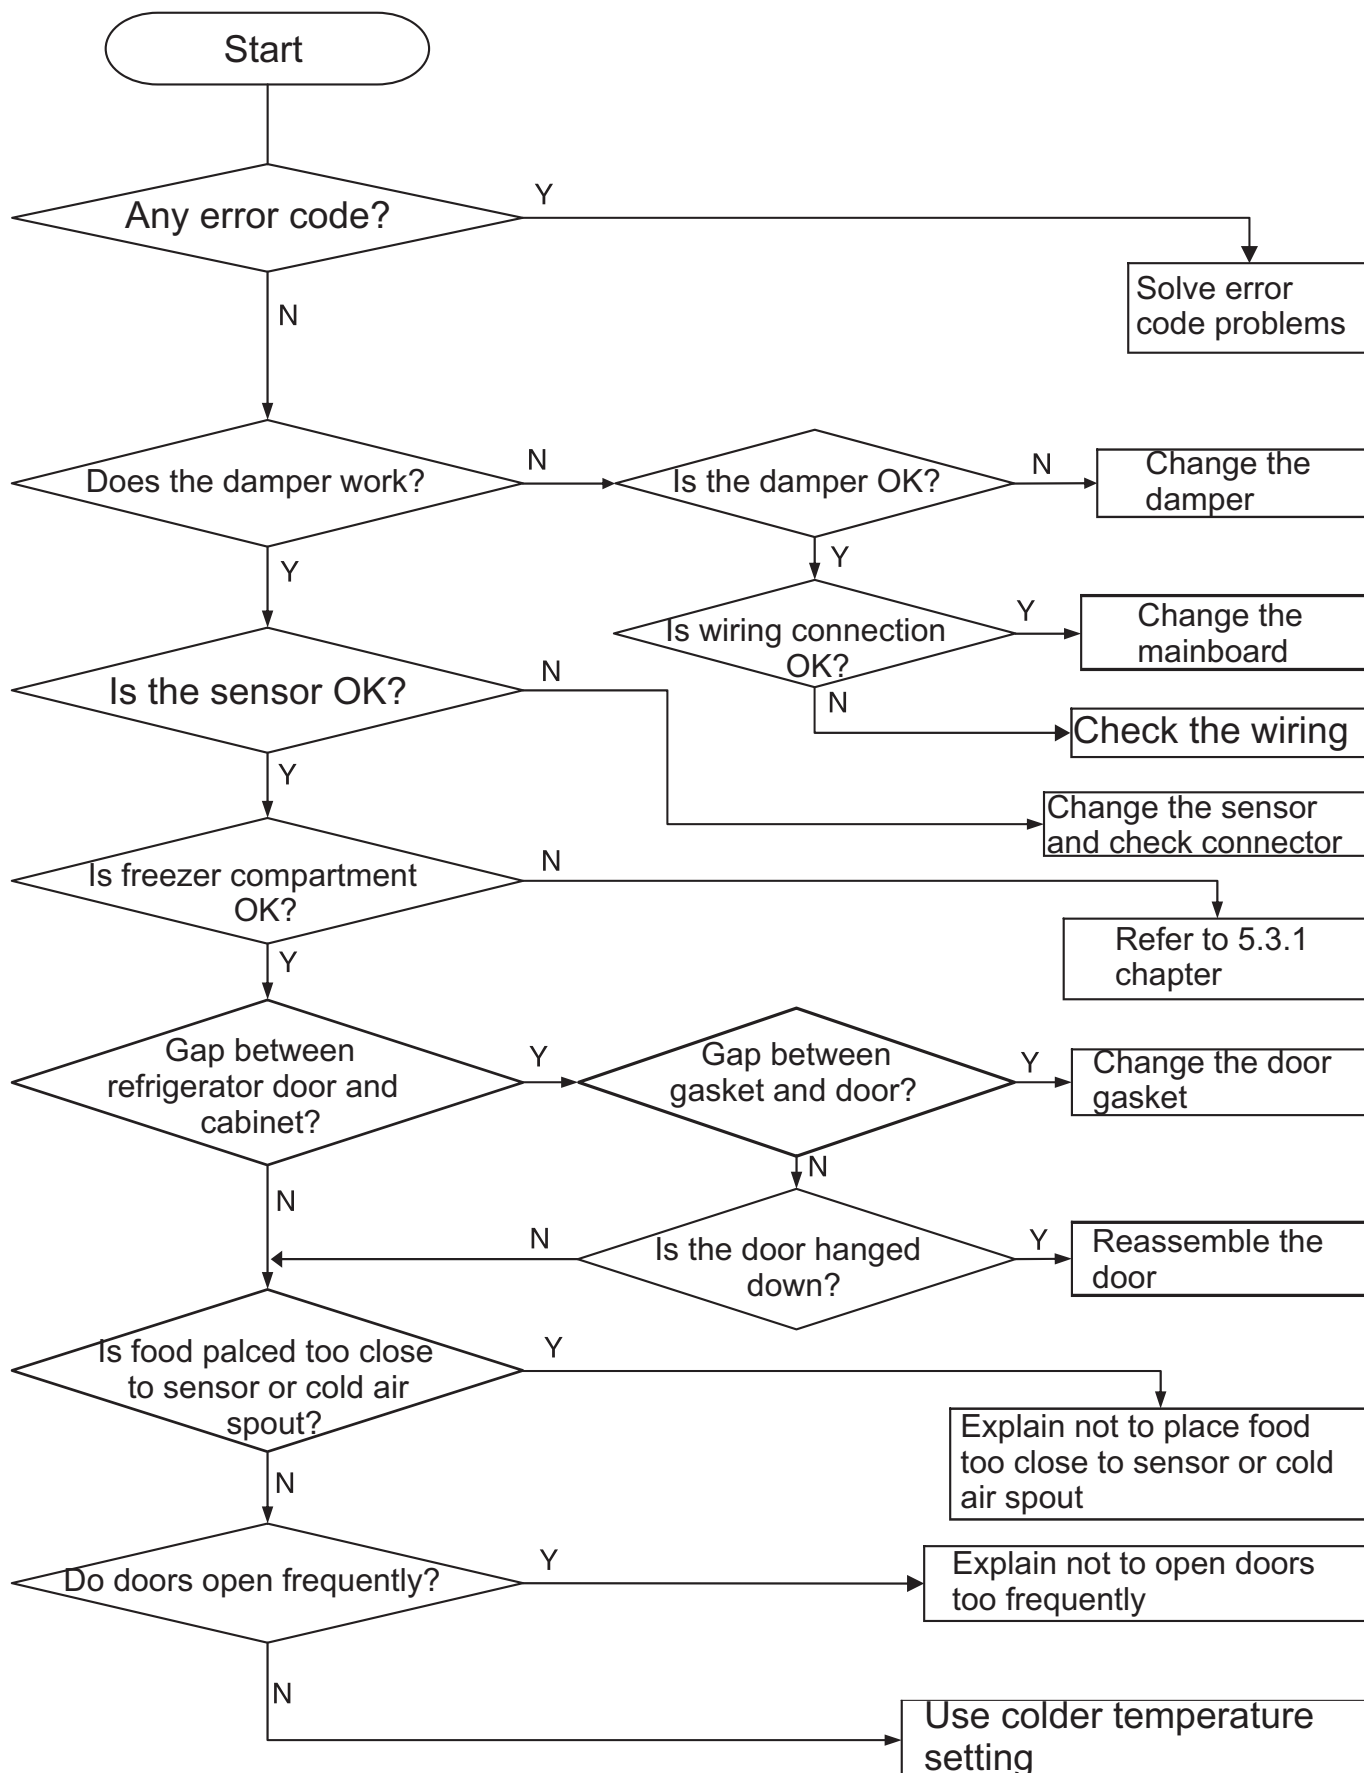 Start
Any error code?
Y
Solve error
code problems
N
Does the damper work?
N
Is the damper OK?
N
Change the
damper
Y
Y
Is wiring connection
OK?
Y
Change the
mainboard
N
Check the wiring
Is the sensor OK?
N
Change the sensor
and check connector
Y
Is freezer compartment
OK?
N
Refer to 5.3.1
chapter
Y
Gap between
refrigerator door and
cabinet?
Y
Gap between
gasket and door?
Y
Change the door
gasket
N
N
Is the door hanged
down?
N
Y
Reassemble the
door
Is food palced too close
to sensor or cold air
spout?
Y
Explain not to place food
too close to sensor or cold
air spout
N
Do doors open frequently?
Y
Explain not to open doors
too frequently
N
Use colder temperature
setting